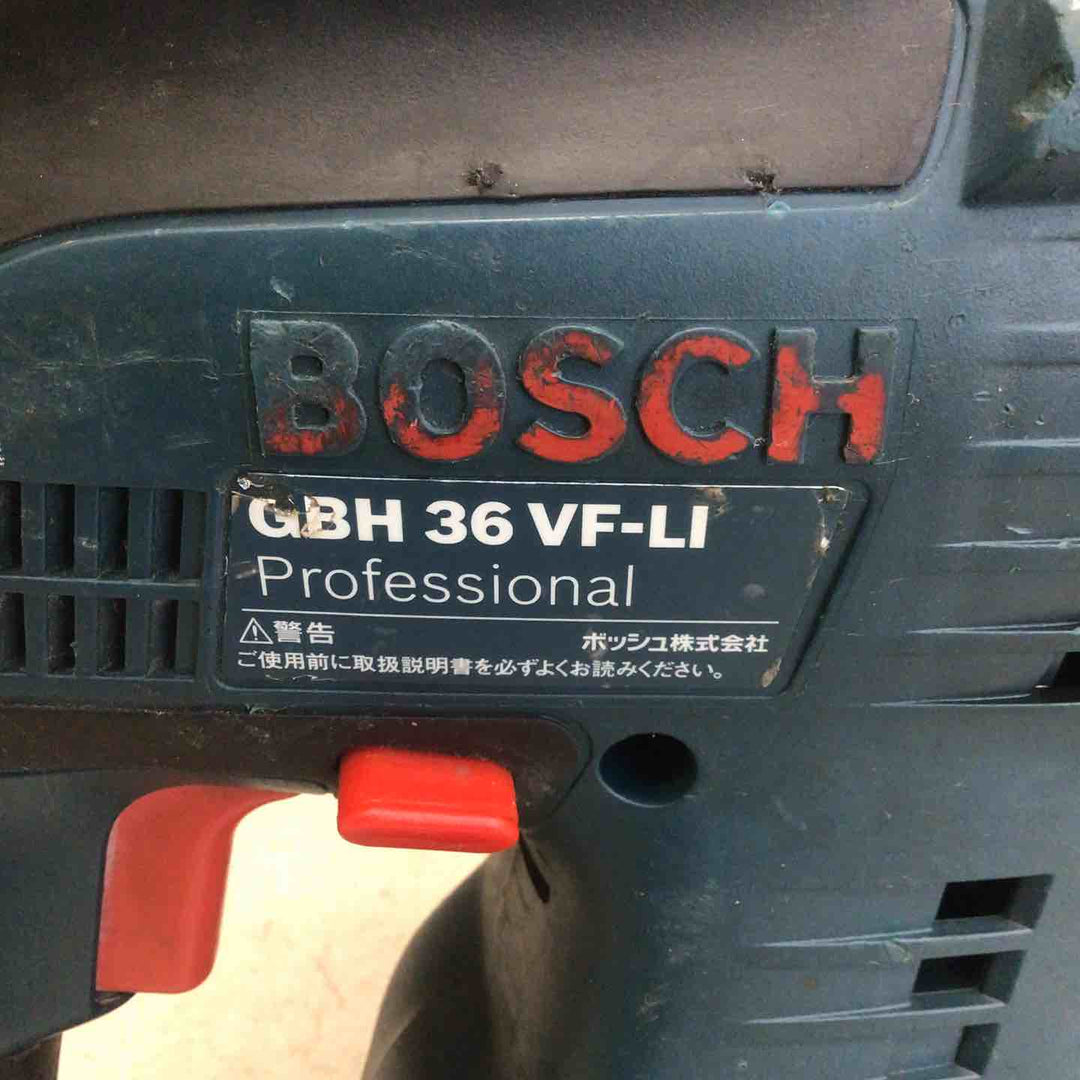 BOSCH
GBH 36 VF-LI
Professional
⚠警告 ボッシュ株式会社
ご使用前に取扱説明書を必ずよくお読みください。